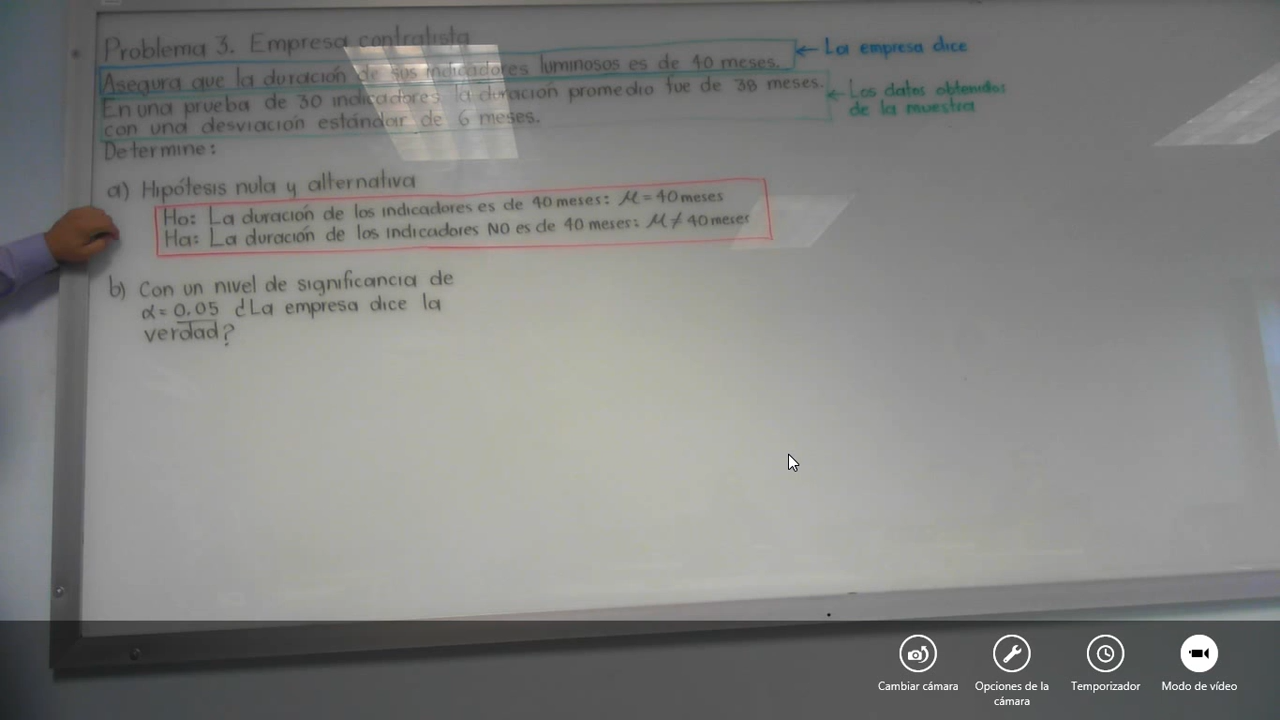 Problema 3. Empresa contratista
Asegura que la duración de sus indicadores luminosos es de 40 meses.
← La empresa dice
En una prueba de 30 indicadores, la duración promedio fue de 38 meses.
con una desviación estándar de 6 meses.
← Los datos obtenidos
de la muestra
Determine:
a) Hipótesis nula y alternativa
Ho: La duración de los indicadores es de 40 meses: μ = 40 meses
Ha: La duración de los indicadores NO es de 40 meses: μ ≠ 40 meses
b) Con un nivel de significancia de
α = 0.05 ¿La empresa dice la
verdad?
Cambiar cámara
Opciones de la
cámara
Temporizador
Modo de vídeo